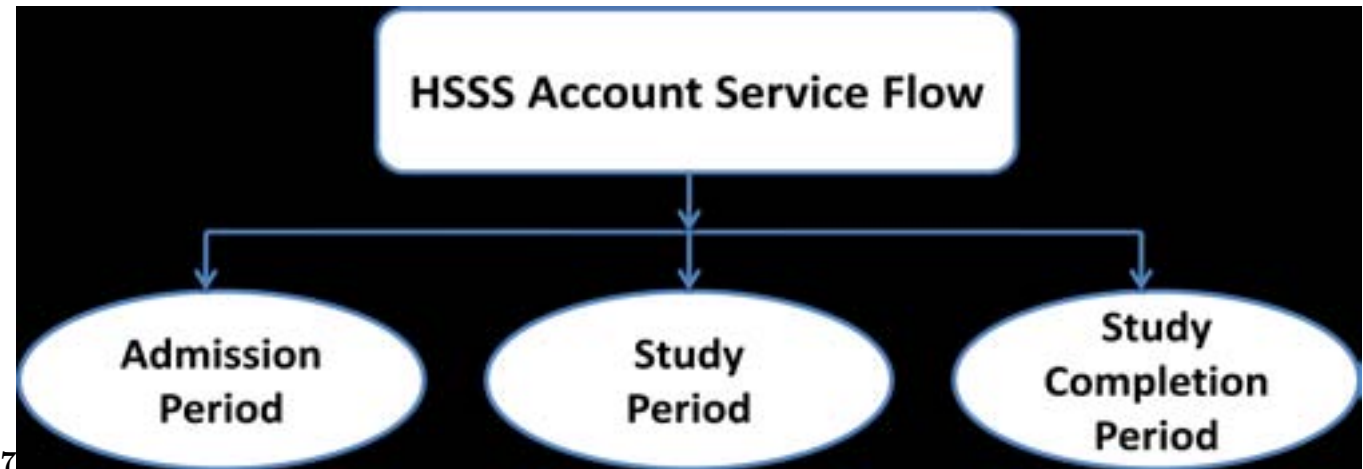 HSSS Account Service Flow
Admission
Period
Study
Period
Study
Completion
Period
7